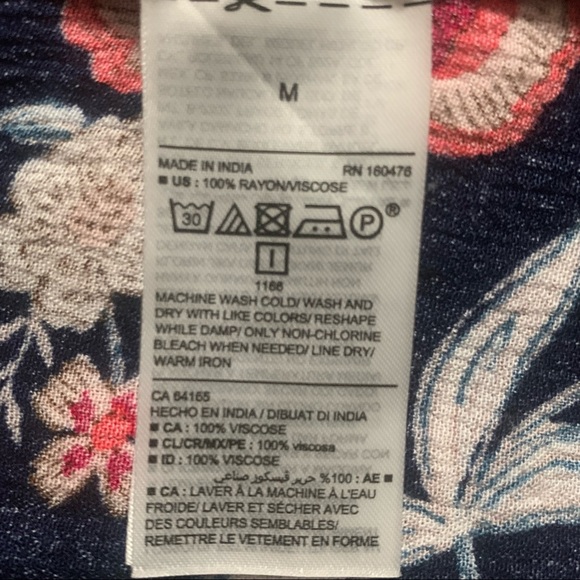 M
MADE IN INDIA RN 160476
■ US : 100% RAYON/VISCOSE
30 P ®
I
1166
MACHINE WASH COLD/ WASH AND
DRY WITH LIKE COLORS/ RESHAPE
WHILE DAMP/ ONLY NON-CHLORINE
BLEACH WHEN NEEDED/ LINE DRY/
WARM IRON
CA 64165
HECHO EN INDIA / DIBUAT DI INDIA
■ CA : 100% VISCOSE
■ CL/CR/MX/PE : 100% viscosa
■ ID : 100% VISCOSE
■ AE : 100% حرير ڤيسكوز صناعي
■ CA : LAVER À LA MACHINE À L'EAU
FROIDE/ LAVER ET SÉCHER AVEC
DES COULEURS SEMBLABLES/
REMETTRE LE VETEMENT EN FORME